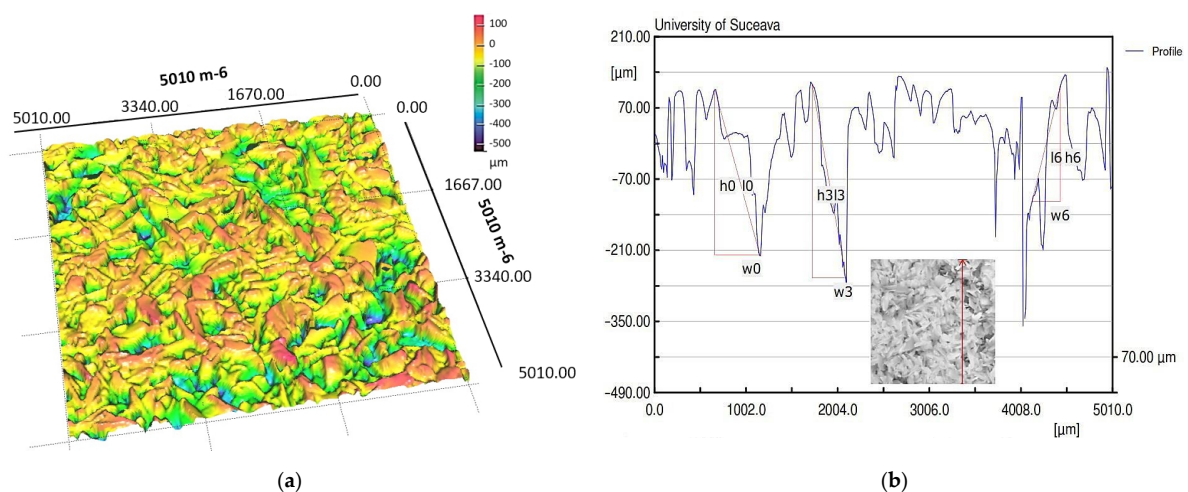 100
0
-100
-200
-300
-400
-500
µm
5010 m-6
5010.00
3340.00
1670.00
0.00
0.00
1667.00
5010 m-6
3340.00
5010.00
(a)
University of Suceava
210.00
[µm]
70.00
-70.00
-210.00
-350.00
-490.00
Profile
h0 l0
w0
h3l3
w3
l6 h6
w6
70.00 µm
0.0 1002.0 2004.0 3006.0 4008.0 5010.0
[µm]
(b)